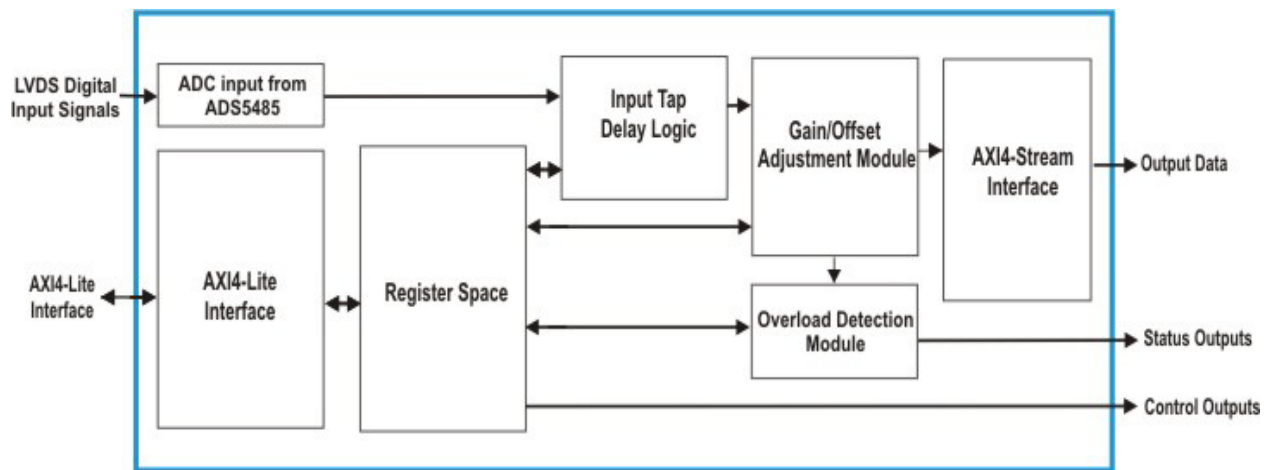 LVDS Digital
Input Signals
ADC input from
ADS5485
Input Tap
Delay Logic
Gain/Offset
Adjustment Module
AXI4-Stream
Interface
Output Data
AXI4-Lite
Interface
AXI4-Lite
Interface
Register Space
Overload Detection
Module
Status Outputs
Control Outputs